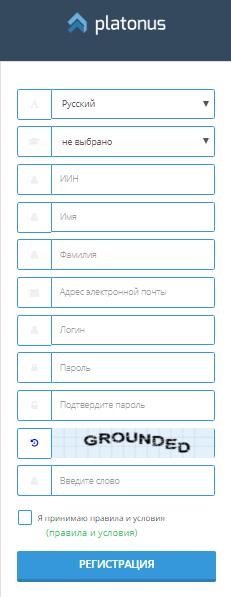 platonus
Русский
не выбрано
ИИН
Имя
Фамилия
Адрес электронной почты
Логин
Пароль
Подтвердите пароль
GROUNDED
Введите слово
Я принимаю правила и условия
(правила и условия)
РЕГИСТРАЦИЯ